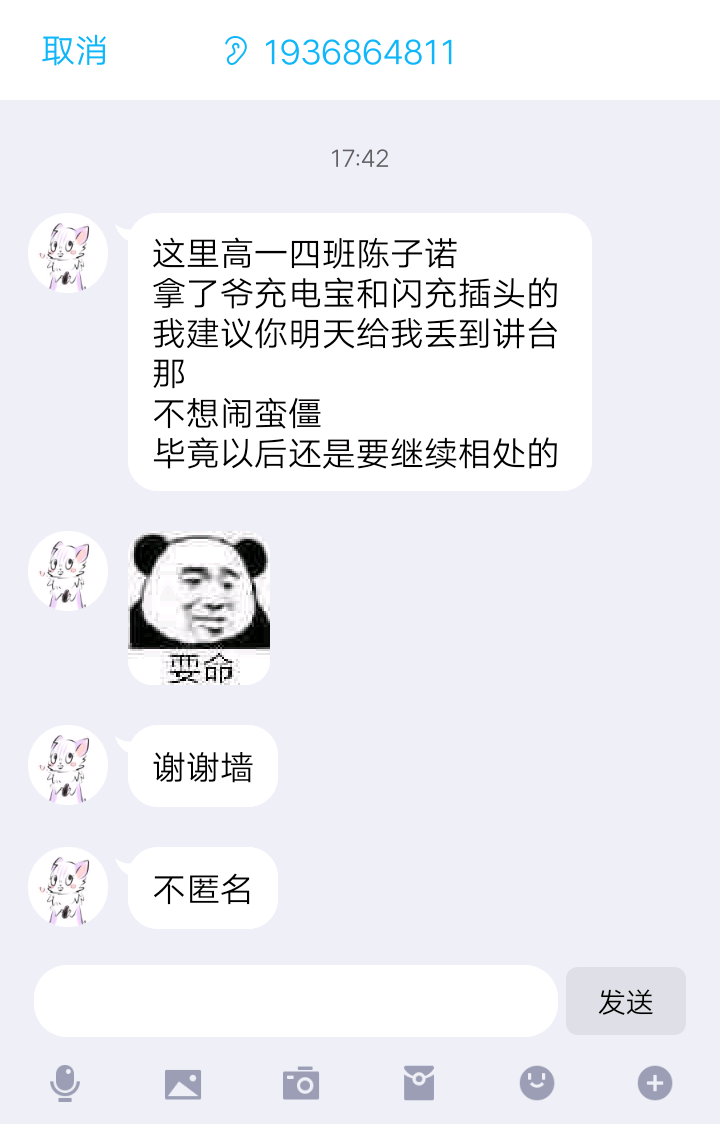 取消
1936864811
17:42
这里高一四班陈子诺
拿了爷充电宝和闪充插头的
我建议你明天给我丢到讲台
那
不想闹蛮僵
毕竟以后还是要继续相处的
要命
谢谢墙
不匿名
发送